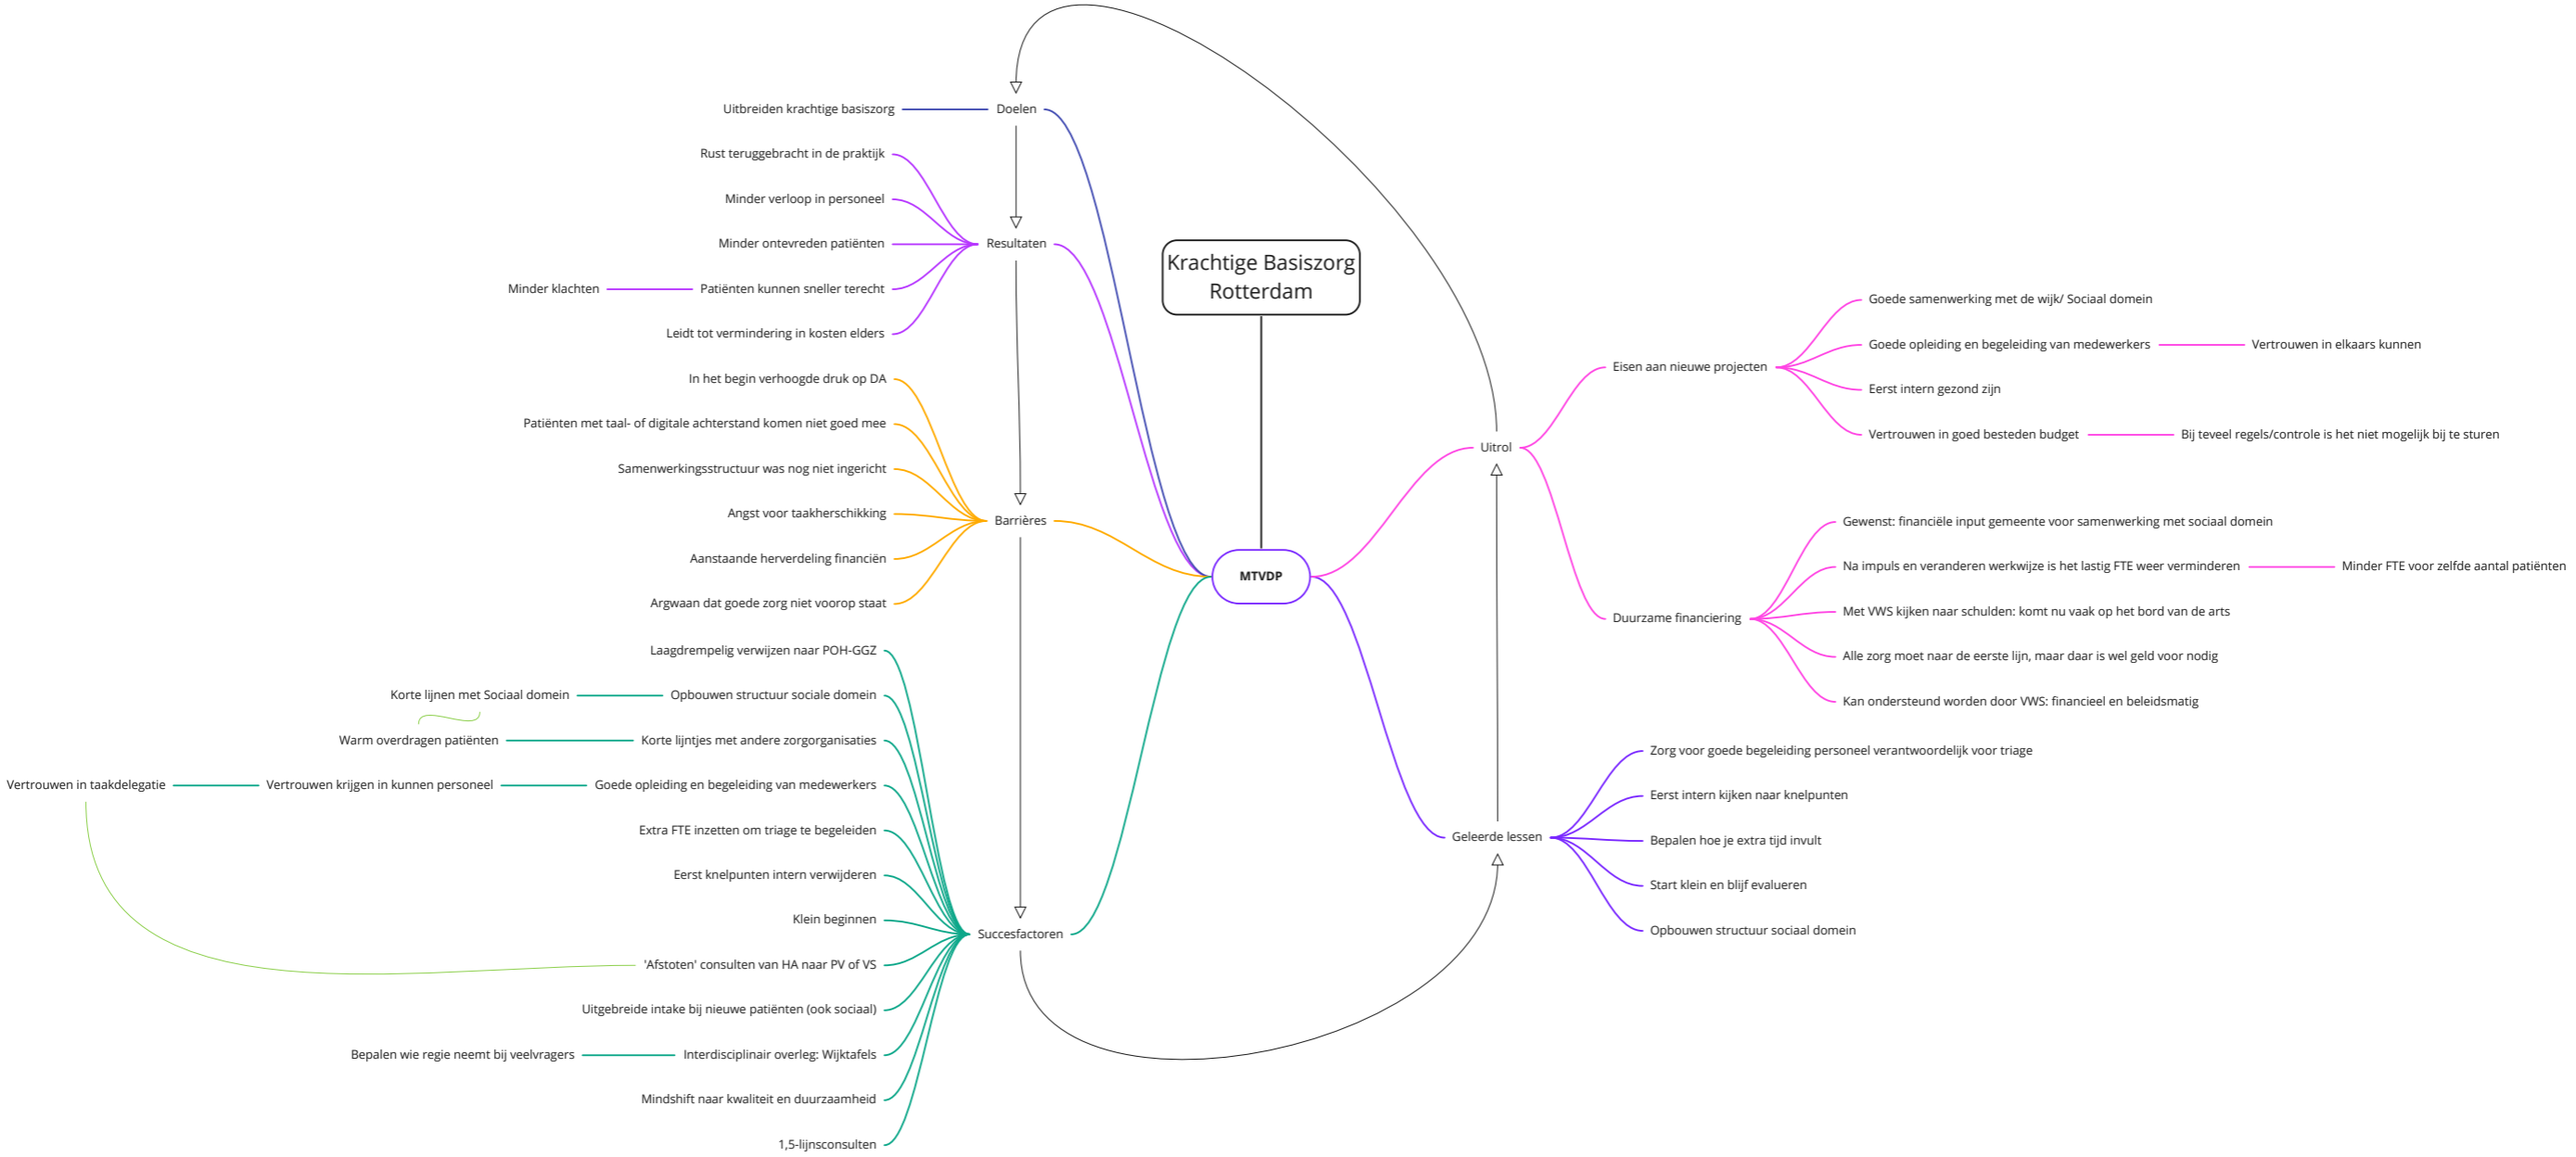 Krachtige Basiszorg
Rotterdam
MTVDP
Doelen
Uitbreiden krachtige basiszorg
Resultaten
Rust teruggebracht in de praktijk
Minder verloop in personeel
Minder ontevreden patiënten
Patiënten kunnen sneller terecht
Minder klachten
Leidt tot vermindering in kosten elders
Barrières
In het begin verhoogde druk op DA
Patiënten met taal- of digitale achterstand komen niet goed mee
Samenwerkingsstructuur was nog niet ingericht
Angst voor taakherschikking
Aanstaande herverdeling financiën
Argwaan dat goede zorg niet voorop staat
Succesfactoren
Laagdrempelig verwijzen naar POH-GGZ
Opbouwen structuur sociale domein
Korte lijnen met Sociaal domein
Korte lijntjes met andere zorgorganisaties
Warm overdragen patiënten
Goede opleiding en begeleiding van medewerkers
Vertrouwen krijgen in kunnen personeel
Vertrouwen in taakdelegatie
Extra FTE inzetten om triage te begeleiden
Eerst knelpunten intern verwijderen
Klein beginnen
'Afstoten' consulten van HA naar PV of VS
Uitgebreide intake bij nieuwe patiënten (ook sociaal)
Interdisciplinair overleg: Wijktafels
Bepalen wie regie neemt bij veelvragers
Mindshift naar kwaliteit en duurzaamheid
1,5-lijnsconsulten
Uitrol
Eisen aan nieuwe projecten
Goede samenwerking met de wijk/ Sociaal domein
Goede opleiding en begeleiding van medewerkers
Vertrouwen in elkaars kunnen
Eerst intern gezond zijn
Vertrouwen in goed besteden budget
Bij teveel regels/controle is het niet mogelijk bij te sturen
Duurzame financiering
Gewenst: financiële input gemeente voor samenwerking met sociaal domein
Na impuls en veranderen werkwijze is het lastig FTE weer verminderen
Minder FTE voor zelfde aantal patiënten
Met VWS kijken naar schulden: komt nu vaak op het bord van de arts
Alle zorg moet naar de eerste lijn, maar daar is wel geld voor nodig
Kan ondersteund worden door VWS: financieel en beleidsmatig
Geleerde lessen
Zorg voor goede begeleiding personeel verantwoordelijk voor triage
Eerst intern kijken naar knelpunten
Bepalen hoe je extra tijd invult
Start klein en blijf evalueren
Opbouwen structuur sociaal domein